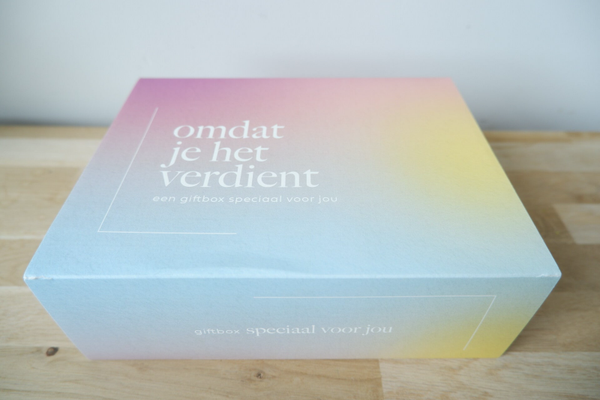 omdat
je het
verdient
een giftbox speciaal voor jou
giftbox speciaal voor jou